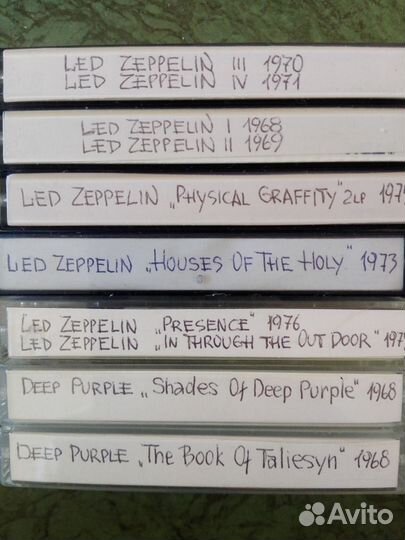 LED ZEPPELIN III 1970
LED ZEPPELIN IV 1971
LED ZEPPELIN I 1968
LED ZEPPELIN II 1969
LED ZEPPELIN „PHYSICAL GRAFFITY" 2LP 1975
LED ZEPPELIN „HOUSES OF THE HOLY" 1973
LED ZEPPELIN „PRESENCE" 1976
LED ZEPPELIN „IN THROUGH THE OUT DOOR" 197
DEEP PURPLE „Shades Of Deep Purple" 1968
DEEP PURPLE „The Book Of Taliesyn" 1968
Avito